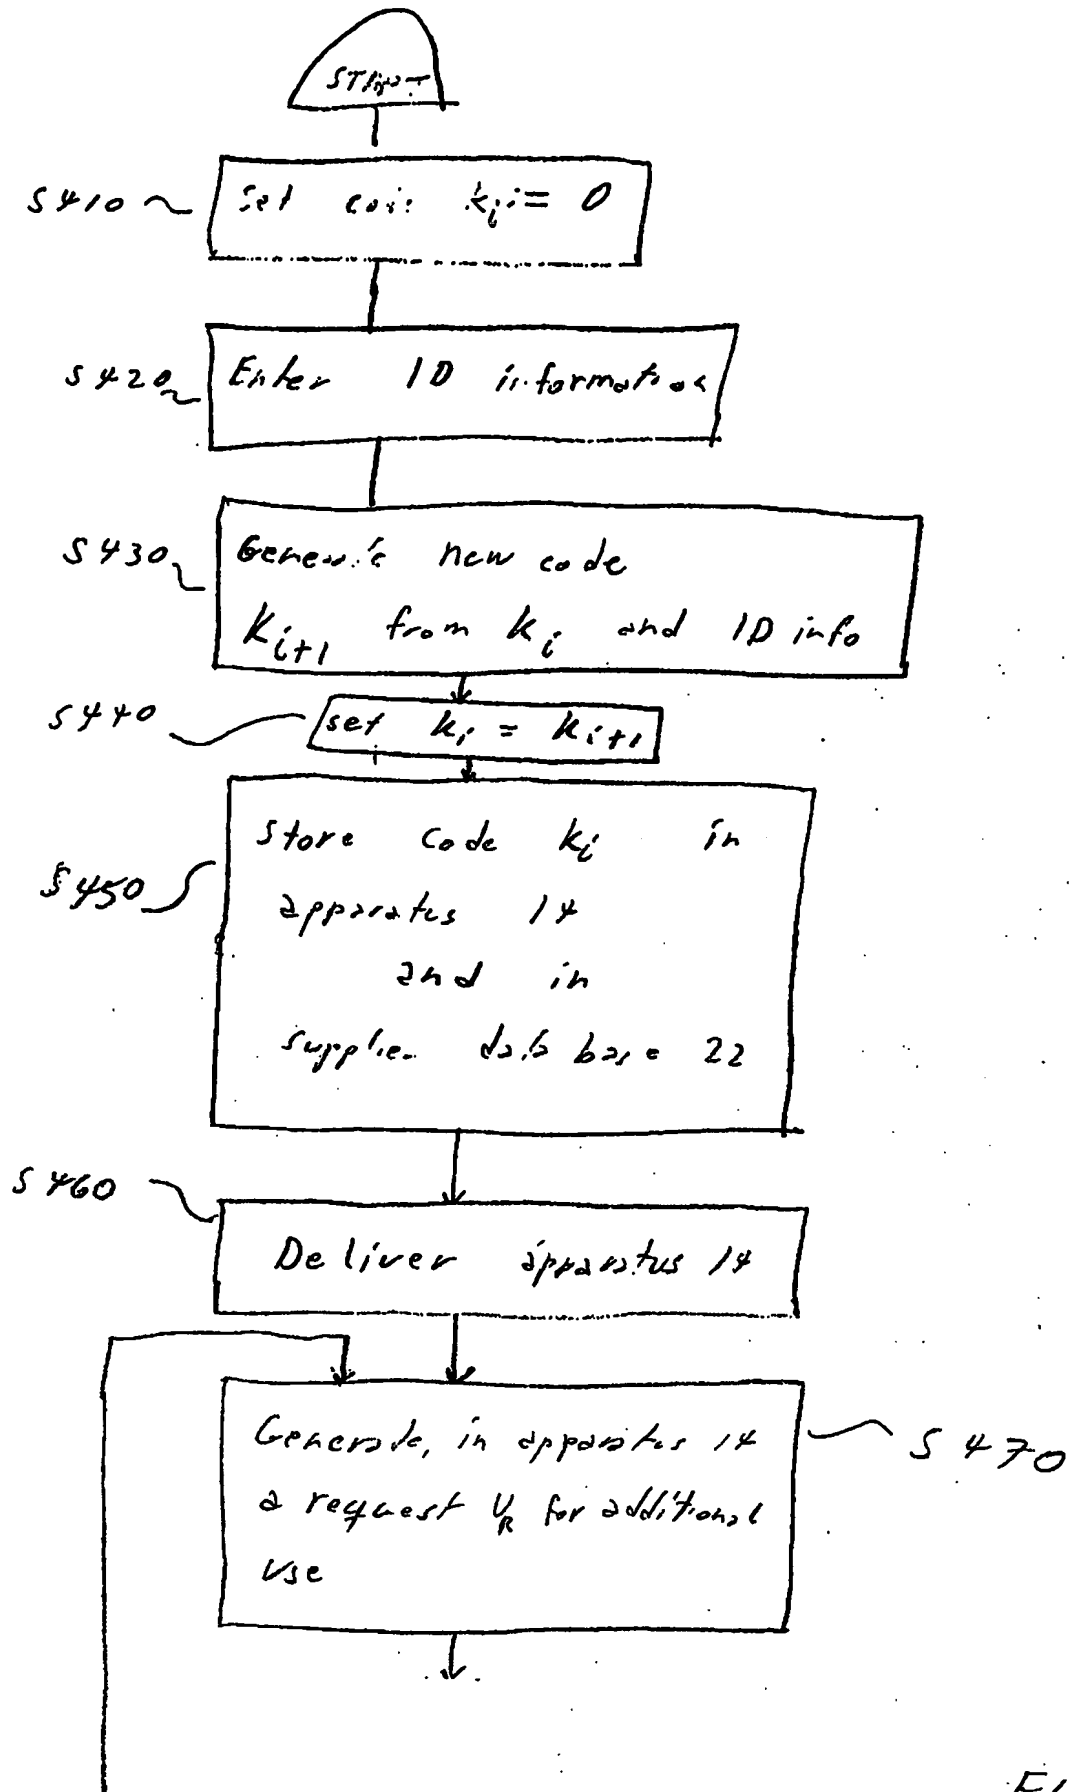 START
S410
Set code kᵢ := 0
S420
Enter ID information
S430
Generate new code
Kᵢ₊₁ from kᵢ and ID info
S440
set kᵢ = kᵢ₊₁
S450
Store code kᵢ in
apparatus 14
and in
supplier data base 22
S460
Deliver apparatus 14
Generate, in apparatus 14
S470
a request U_R for additional
use